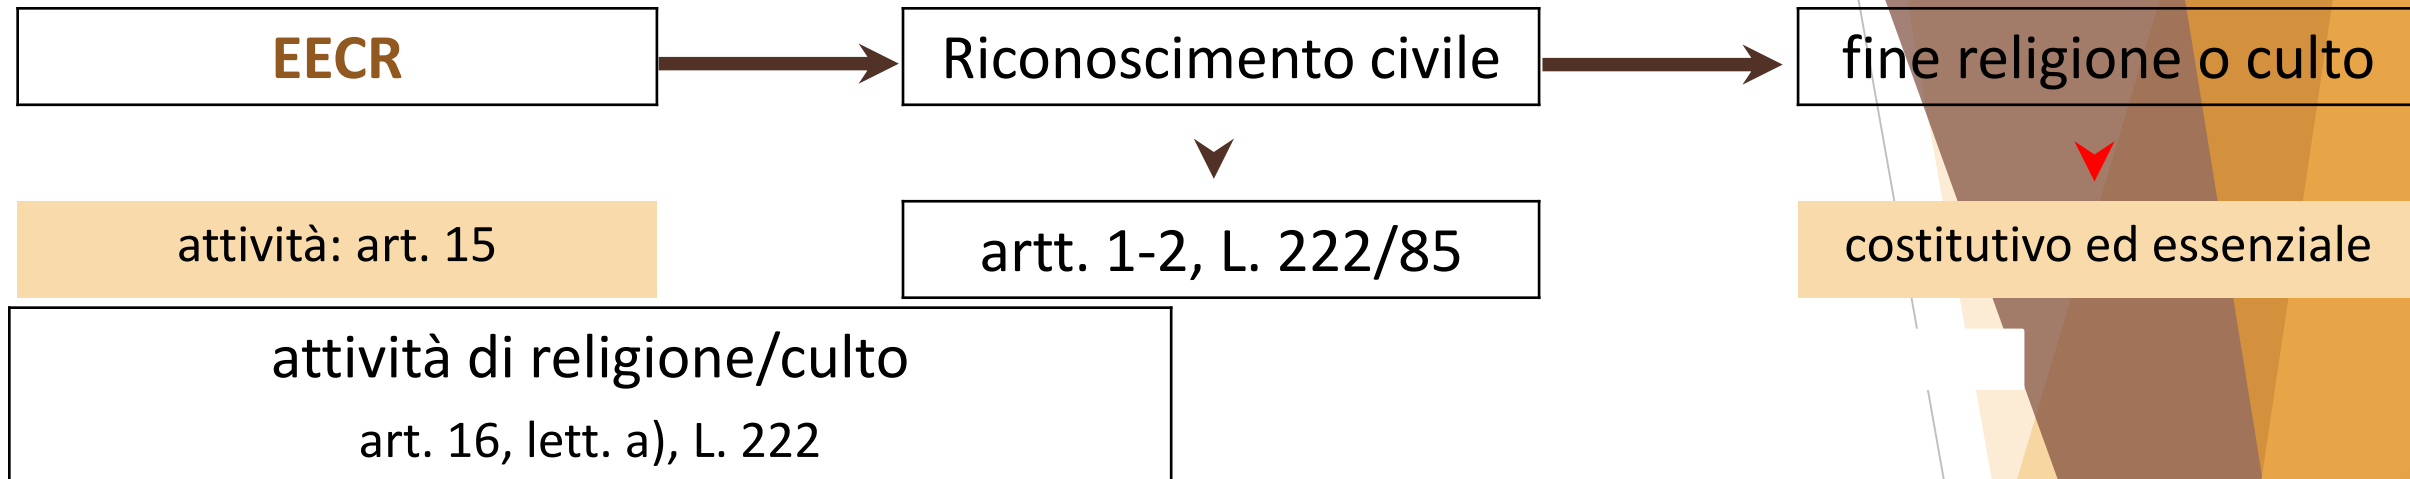 EECR
Riconoscimento civile
fine religione o culto
attività: art. 15
artt. 1-2, L. 222/85
costitutivo ed essenziale
attività di religione/culto
art. 16, lett. a), L. 222